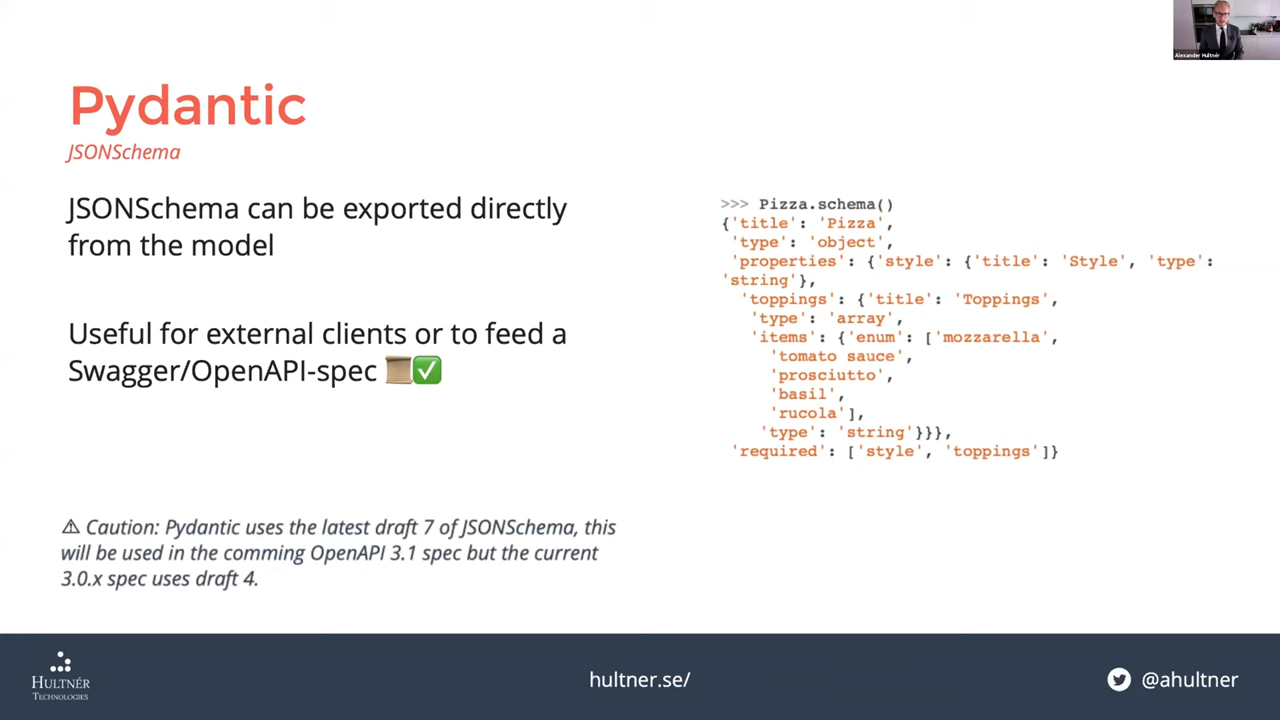 Alexander Hultnér
Pydantic
JSONSchema
JSONSchema can be exported directly
from the model
Useful for external clients or to feed a
Swagger/OpenAPI-spec 📜✅
>>> Pizza.schema()
{'title': 'Pizza',
'type': 'object',
'properties': {'style': {'title': 'Style', 'type':
'string'},
'toppings': {'title': 'Toppings',
'type': 'array',
'items': {'enum': ['mozzarella',
'tomato sauce',
'prosciutto',
'basil',
'rucola'],
'type': 'string'}}},
'required': ['style', 'toppings']}
⚠ Caution: Pydantic uses the latest draft 7 of JSONSchema, this
will be used in the comming OpenAPI 3.1 spec but the current
3.0.x spec uses draft 4.
HULTNÉR
TECHNOLOGIES
hultner.se/
@ahultner